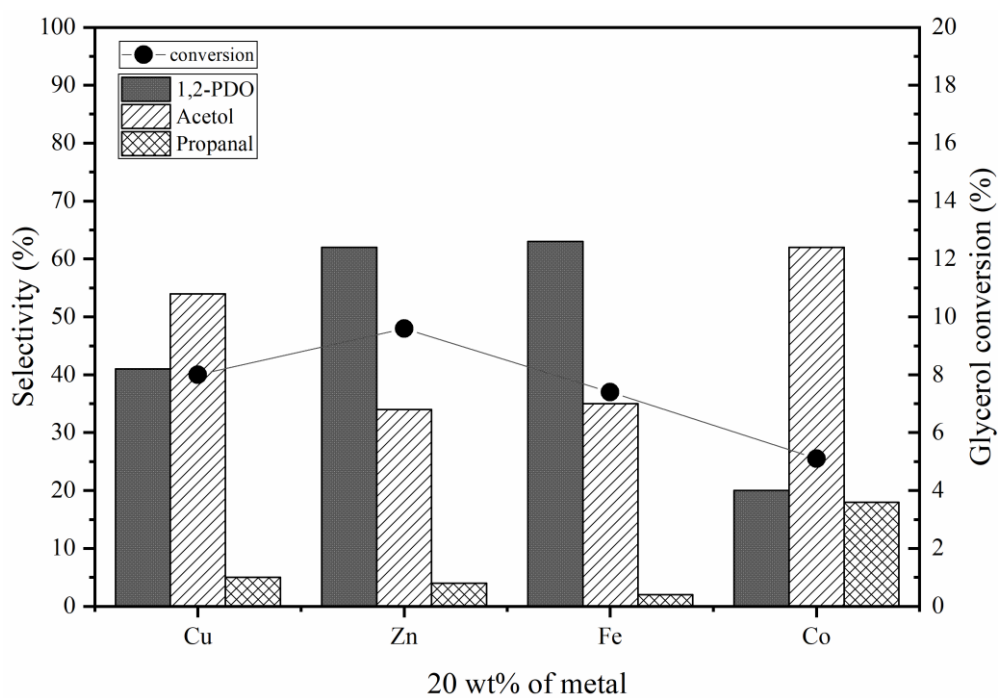 conversion
1,2-PDO
Acetol
Propanal
Selectivity (%)
100
90
80
70
60
50
40
30
20
10
0
Glycerol conversion (%)
20
18
16
14
12
10
8
6
4
2
0
Cu Zn Fe Co
20 wt% of metal